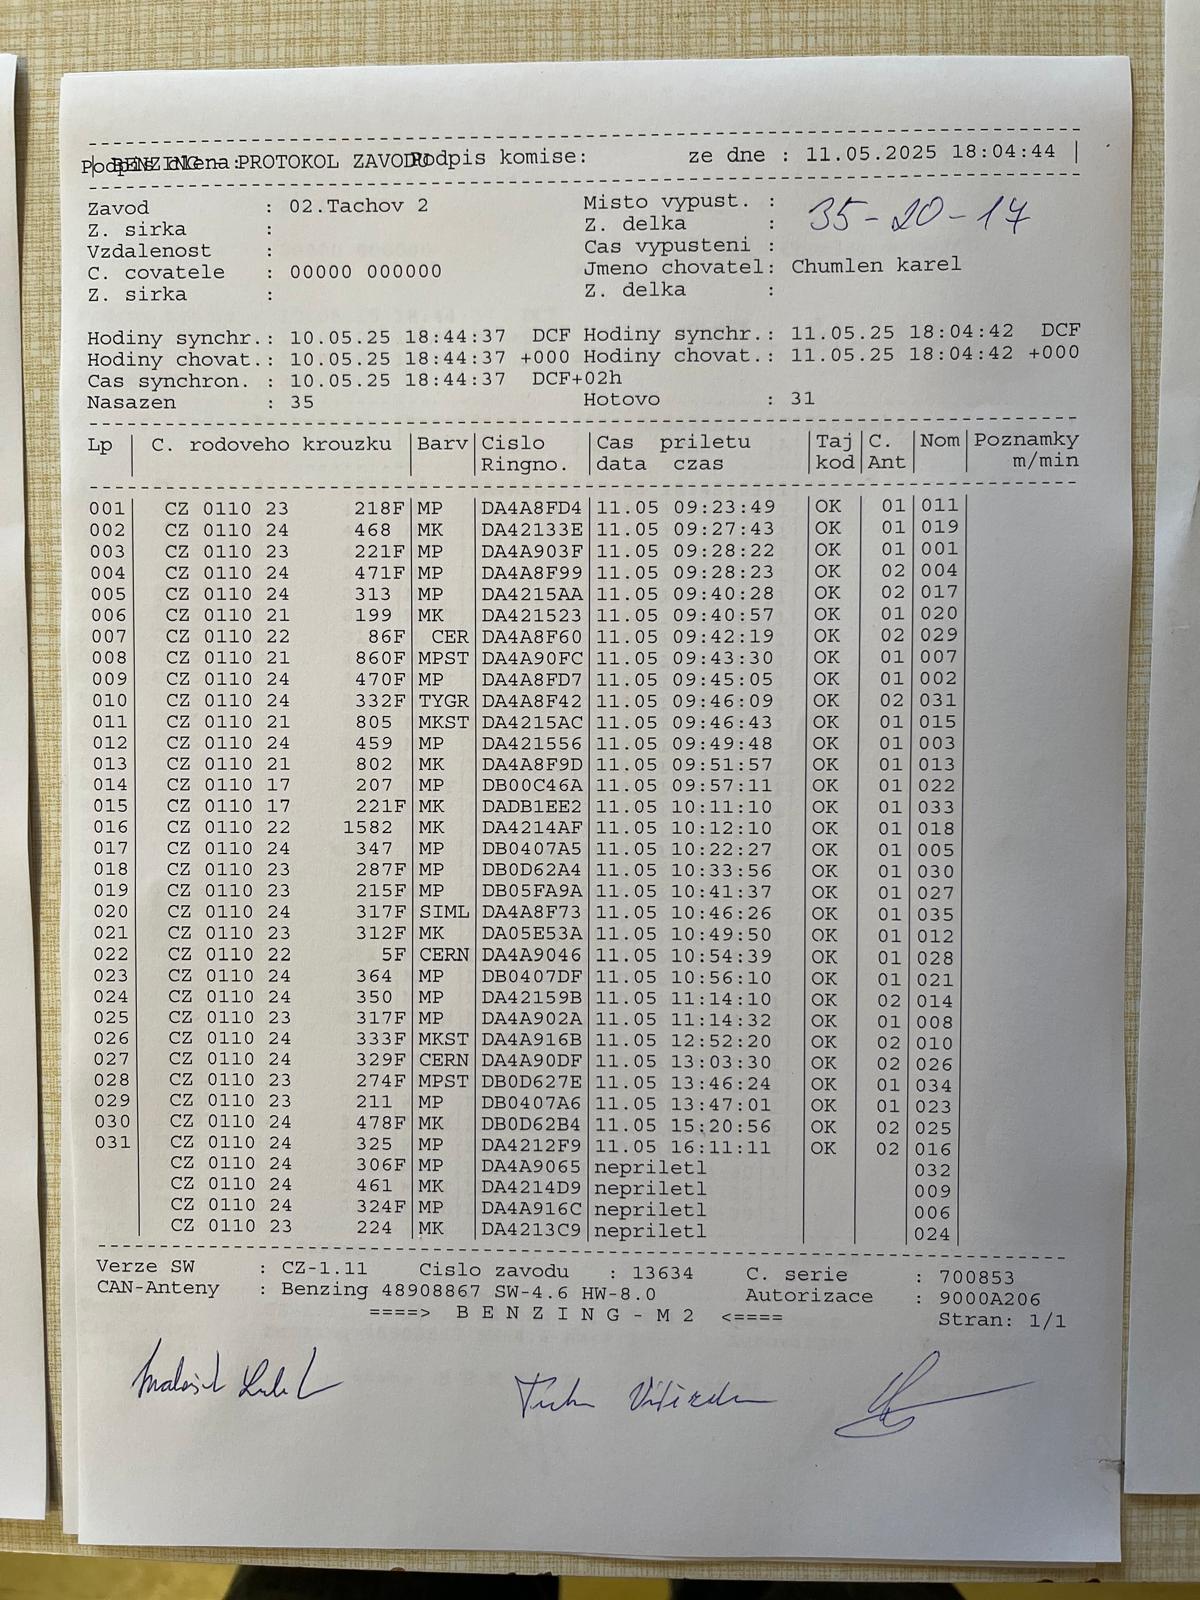 BENZING - PROTOKOL ZAVODU Podpis komise: ze dne : 11.05.2025 18:04:44 |
Zavod : 02.Tachov 2 Misto vypust. : 35-20-17
Z. sirka : Z. delka :
Vzdalenost : Cas vypusteni :
C. covatele : 00000 000000 Jmeno chovatel: Chumlen karel
Z. sirka : Z. delka :
Hodiny synchr.: 10.05.25 18:44:37 DCF Hodiny synchr.: 11.05.25 18:04:42 DCF
Hodiny chovat.: 10.05.25 18:44:37 +000 Hodiny chovat.: 11.05.25 18:04:42 +000
Cas synchron. : 10.05.25 18:44:37 DCF+02h
Nasazen : 35 Hotovo : 31
Lp | C. rodoveho krouzku | Barv | Cislo | Cas priletu | Taj | C. | Nom | Poznamky
Ringno. | data czas | kod | Ant | m/min
001 | CZ 0110 23 218F | MP | DA4A8FD4 | 11.05 09:23:49 | OK | 01 | 011 |
002 | CZ 0110 24 468 | MK | DA42133E | 11.05 09:27:43 | OK | 01 | 019 |
003 | CZ 0110 23 221F | MP | DA4A903F | 11.05 09:28:22 | OK | 01 | 001 |
004 | CZ 0110 24 471F | MP | DA4A8F99 | 11.05 09:28:23 | OK | 02 | 004 |
005 | CZ 0110 24 313 | MP | DA4215AA | 11.05 09:40:28 | OK | 02 | 017 |
006 | CZ 0110 21 199 | MK | DA421523 | 11.05 09:40:57 | OK | 01 | 020 |
007 | CZ 0110 22 86F | CER | DA4A8F60 | 11.05 09:42:19 | OK | 02 | 029 |
008 | CZ 0110 21 860F | MPST | DA4A90FC | 11.05 09:43:30 | OK | 01 | 007 |
009 | CZ 0110 24 470F | MP | DA4A8FD7 | 11.05 09:45:05 | OK | 01 | 002 |
010 | CZ 0110 24 332F | TYGR | DA4A8F42 | 11.05 09:46:09 | OK | 02 | 031 |
011 | CZ 0110 21 805 | MKST | DA4215AC | 11.05 09:46:43 | OK | 01 | 015 |
012 | CZ 0110 24 459 | MP | DA421556 | 11.05 09:49:48 | OK | 01 | 003 |
013 | CZ 0110 21 802 | MK | DA4A8F9D | 11.05 09:51:57 | OK | 01 | 013 |
014 | CZ 0110 17 207 | MP | DB00C46A | 11.05 09:57:11 | OK | 01 | 022 |
015 | CZ 0110 17 221F | MK | DADB1EE2 | 11.05 10:11:10 | OK | 01 | 033 |
016 | CZ 0110 22 1582 | MK | DA4214AF | 11.05 10:12:10 | OK | 01 | 018 |
017 | CZ 0110 24 347 | MP | DB0407A5 | 11.05 10:22:27 | OK | 01 | 005 |
018 | CZ 0110 23 287F | MP | DB0D62A4 | 11.05 10:33:56 | OK | 01 | 030 |
019 | CZ 0110 23 215F | MP | DB05FA9A | 11.05 10:41:37 | OK | 01 | 027 |
020 | CZ 0110 24 317F | SIML | DA4A8F73 | 11.05 10:46:26 | OK | 01 | 035 |
021 | CZ 0110 23 312F | MK | DA05E53A | 11.05 10:49:50 | OK | 01 | 012 |
022 | CZ 0110 22 5F | CERN | DA4A9046 | 11.05 10:54:39 | OK | 01 | 028 |
023 | CZ 0110 24 364 | MP | DB0407DF | 11.05 10:56:10 | OK | 01 | 021 |
024 | CZ 0110 24 350 | MP | DA42159B | 11.05 11:14:10 | OK | 02 | 014 |
025 | CZ 0110 23 317F | MP | DA4A902A | 11.05 11:14:32 | OK | 01 | 008 |
026 | CZ 0110 24 333F | MKST | DA4A916B | 11.05 12:52:20 | OK | 02 | 010 |
027 | CZ 0110 24 329F | CERN | DA4A90DF | 11.05 13:03:30 | OK | 02 | 026 |
028 | CZ 0110 23 274F | MPST | DB0D627E | 11.05 13:46:24 | OK | 01 | 034 |
029 | CZ 0110 23 211 | MP | DB0407A6 | 11.05 13:47:01 | OK | 01 | 023 |
030 | CZ 0110 24 478F | MK | DB0D62B4 | 11.05 15:20:56 | OK | 02 | 025 |
031 | CZ 0110 24 325 | MP | DA4212F9 | 11.05 16:11:11 | OK | 02 | 016 |
| CZ 0110 24 306F | MP | DA4A9065 | nepriletl | | | 032 |
| CZ 0110 24 461 | MK | DA4214D9 | nepriletl | | | 009 |
| CZ 0110 24 324F | MP | DA4A916C | nepriletl | | | 006 |
| CZ 0110 23 224 | MK | DA4213C9 | nepriletl | | | 024 |
Verze SW : CZ-1.11 Cislo zavodu : 13634 C. serie : 700853
CAN-Anteny : Benzing 48908867 SW-4.6 HW-8.0 Autorizace : 9000A206
====> B E N Z I N G - M 2 <==== Stran: 1/1